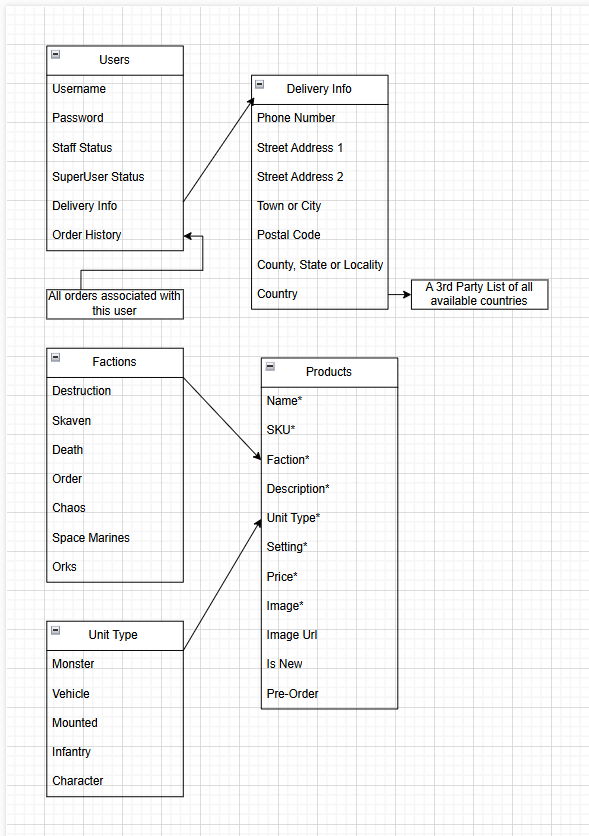 Users
Username
Password
Staff Status
SuperUser Status
Delivery Info
Order History
All orders associated with
this user
Delivery Info
Phone Number
Street Address 1
Street Address 2
Town or City
Postal Code
County, State or Locality
Country
A 3rd Party List of all
available countries
Factions
Destruction
Skaven
Death
Order
Chaos
Space Marines
Orks
Products
Name*
SKU*
Faction*
Description*
Unit Type*
Setting*
Price*
Image*
Image Url
Is New
Pre-Order
Unit Type
Monster
Vehicle
Mounted
Infantry
Character